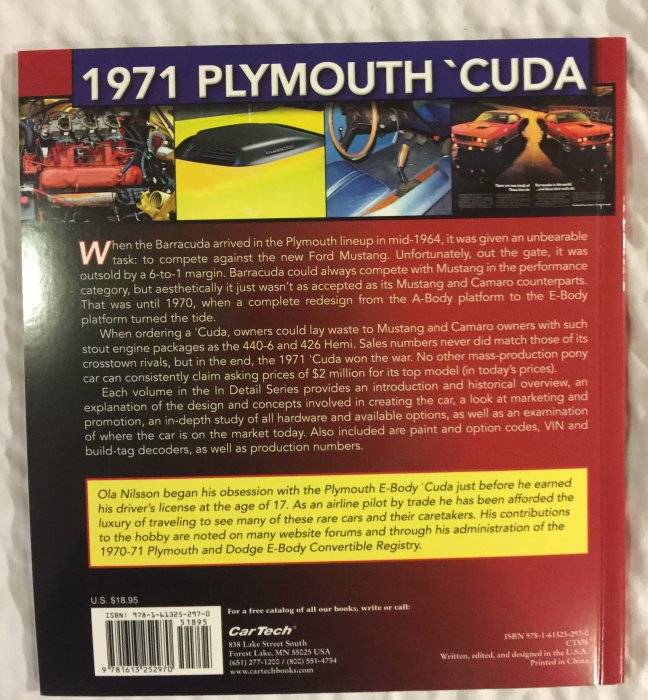 1971 PLYMOUTH `CUDA
When the Barracuda arrived in the Plymouth lineup in mid-1964, it was given an unbearable
task: to compete against the new Ford Mustang. Unfortunately, out the gate, it was
outsold by a 6-to-1 margin. Barracuda could always compete with Mustang in the performance
category, but aesthetically it just wasn't as accepted as its Mustang and Camaro counterparts.
That was until 1970, when a complete redesign from the A-Body platform to the E-Body
platform turned the tide.
When ordering a 'Cuda, owners could lay waste to Mustang and Camaro owners with such
stout engine packages as the 440-6 and 426 Hemi. Sales numbers never did match those of its
crosstown rivals, but in the end, the 1971 'Cuda won the war. No other mass-production pony
car can consistently claim asking prices of $2 million for its top model (in today's prices).
Each volume in the In Detail Series provides an introduction and historical overview, an
explanation of the design and concepts involved in creating the car, a look at marketing and
promotion, an in-depth study of all hardware and available options, as well as an examination
of where the car is on the market today. Also included are paint and option codes, VIN and
build-tag decoders, as well as production numbers.
Ola Nilsson began his obsession with the Plymouth E-Body 'Cuda just before he earned
his driver's license at the age of 17. As an airline pilot by trade he has been afforded the
luxury of traveling to see many of these rare cars and their caretakers. His contributions
to the hobby are noted on many website forums and through his administration of the
1970-71 Plymouth and Dodge E-Body Convertible Registry.
U.S. $18.95
ISBN: 978-1-61325-297-0
51895
9 781613 252970
For a free catalog of all our books, write or call:
CarTech®
838 Lake Street South
Forest Lake, MN 55025 USA
(651) 277-1200 / (800) 551-4754
www.cartechbooks.com
ISBN 978-1-61325-297-0
CT576
Written, edited, and designed in the U.S.A.
Printed in China